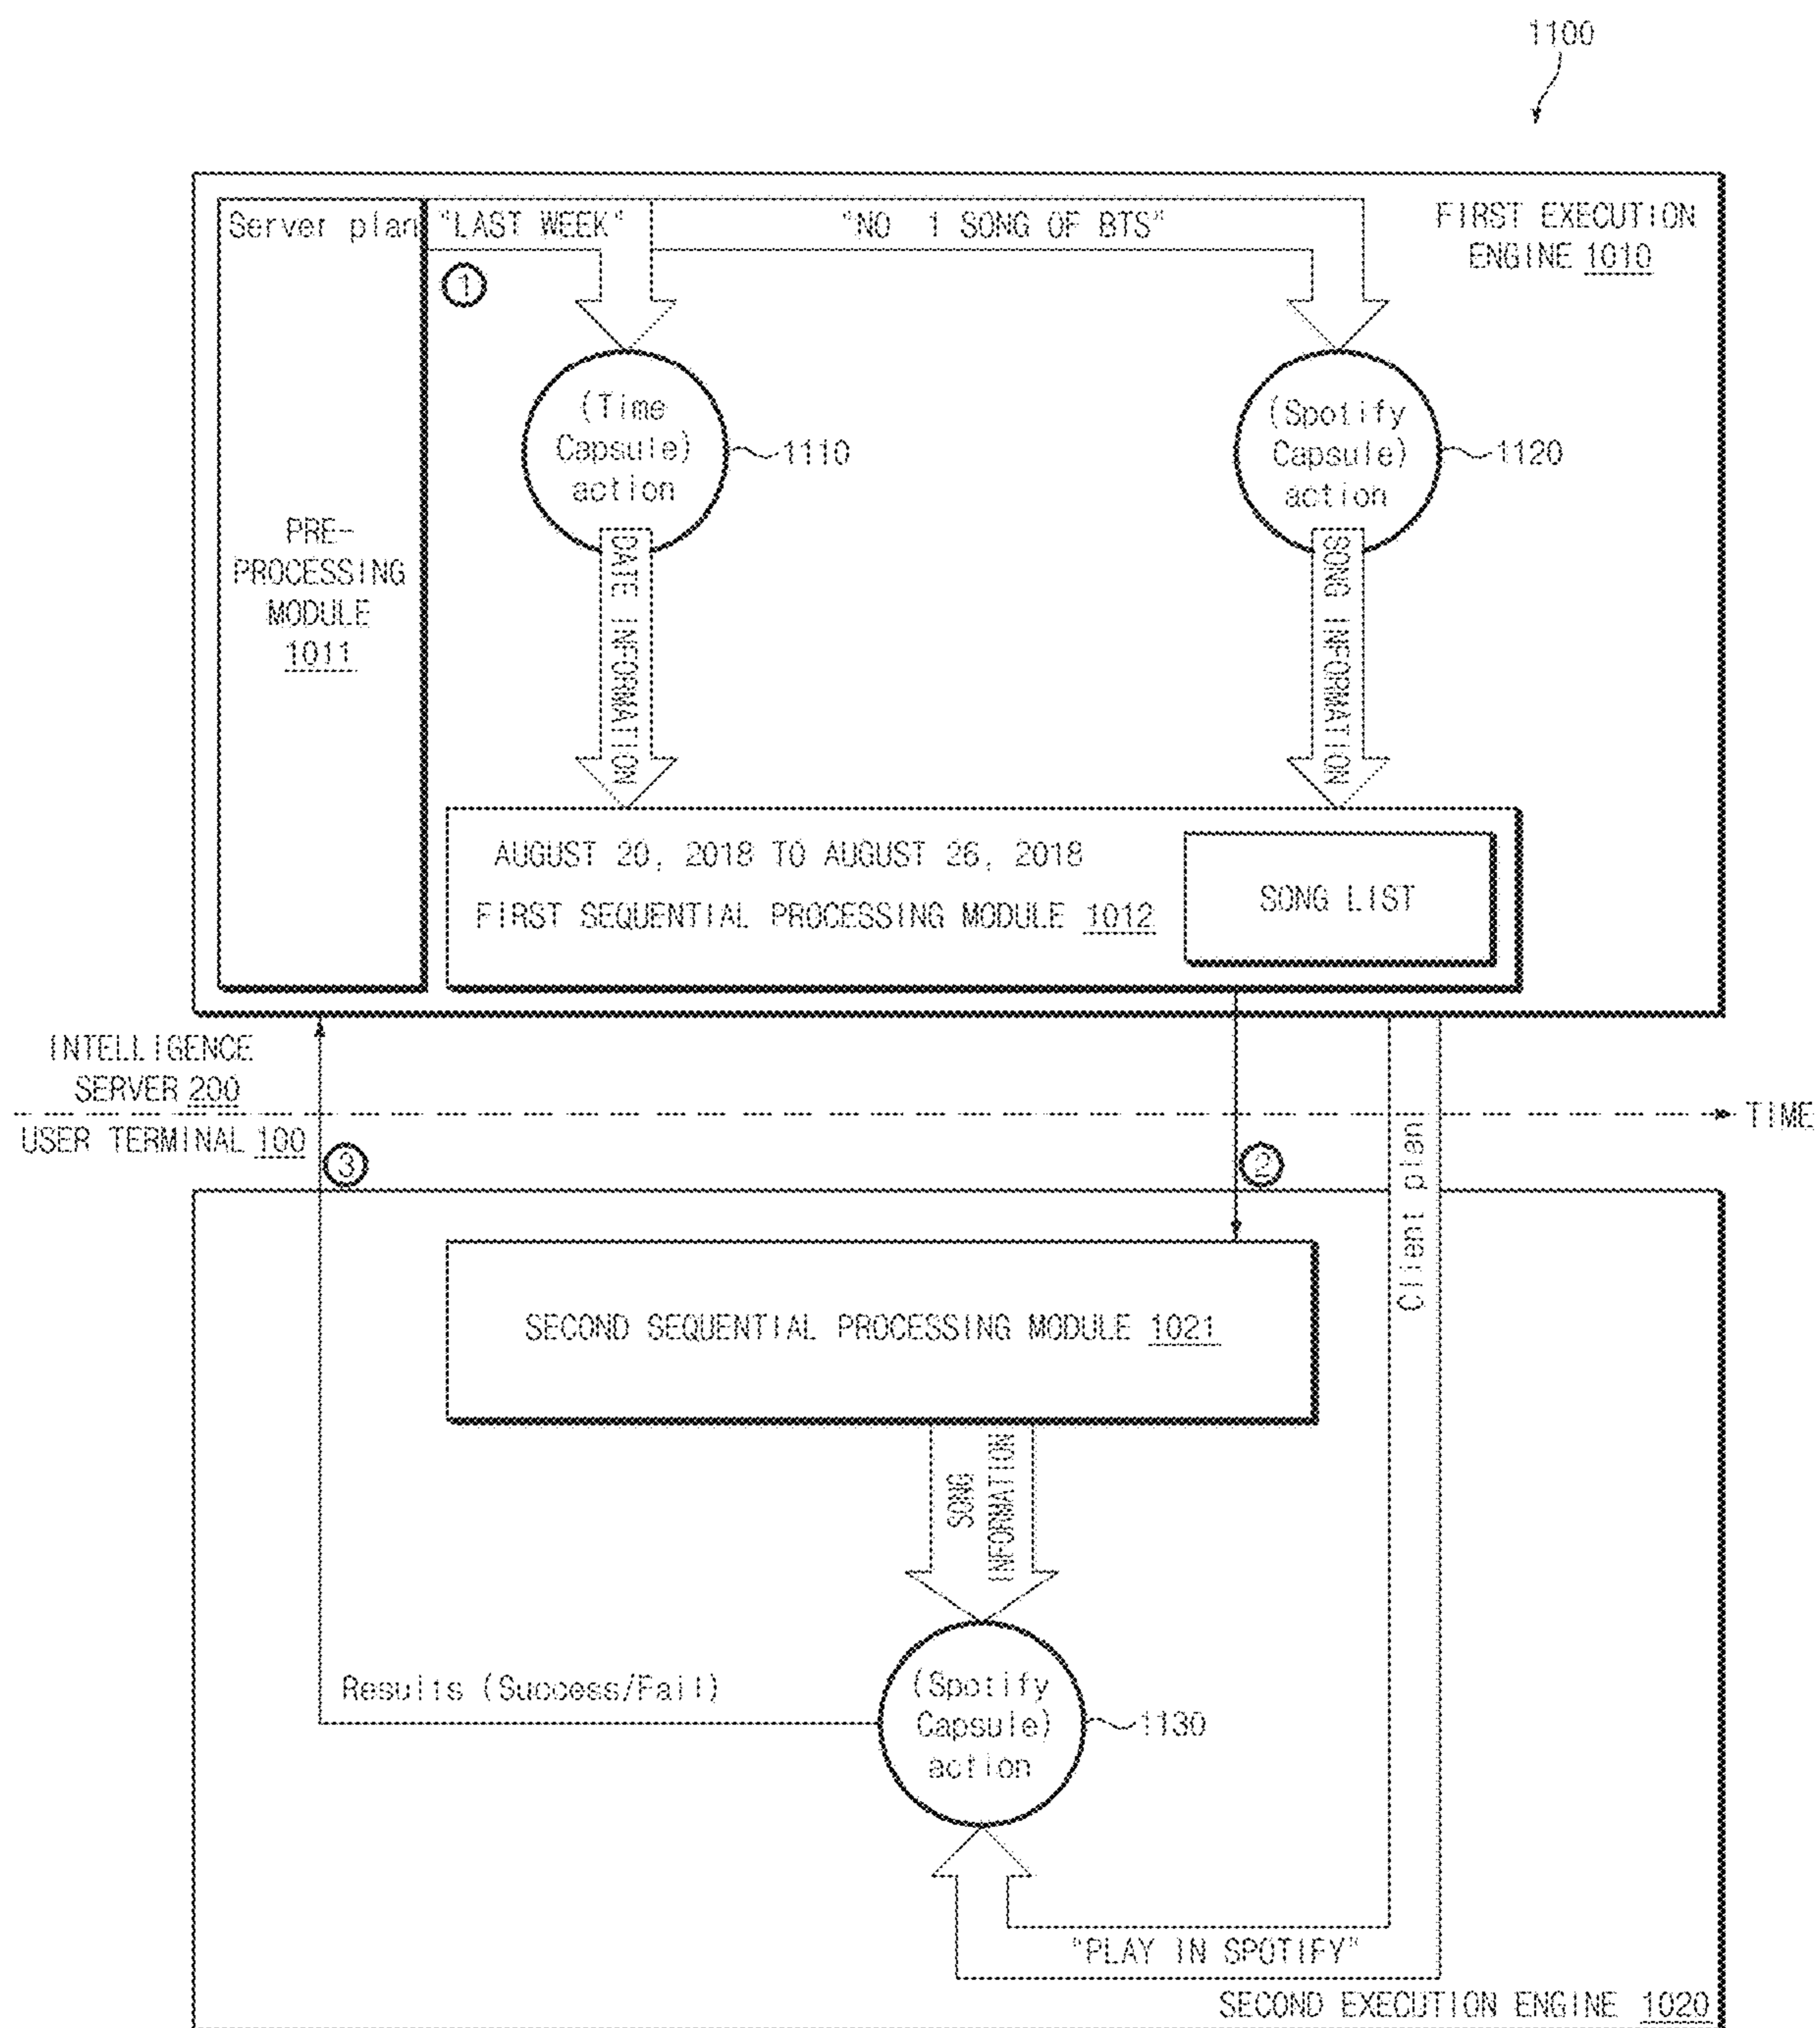 1100
Server plan
"LAST WEEK"
"NO 1 SONG OF BTS"
FIRST EXECUTION
ENGINE 1010
1
(Time
Capsule)
action
1110
(Spotify
Capsule)
action
1120
PRE-
PROCESSING
MODULE
1011
DATE INFORMATION
SONG INFORMATION
AUGUST 20, 2018 TO AUGUST 26, 2018
FIRST SEQUENTIAL PROCESSING MODULE 1012
SONG LIST
INTELLIGENCE
SERVER 200
TIME
USER TERMINAL 100
3
2
Client plan
SECOND SEQUENTIAL PROCESSING MODULE 1021
SONG
INFORMATION
Results (Success/Fail)
(Spotify
Capsule)
action
1130
"PLAY IN SPOTIFY"
SECOND EXECUTION ENGINE 1020